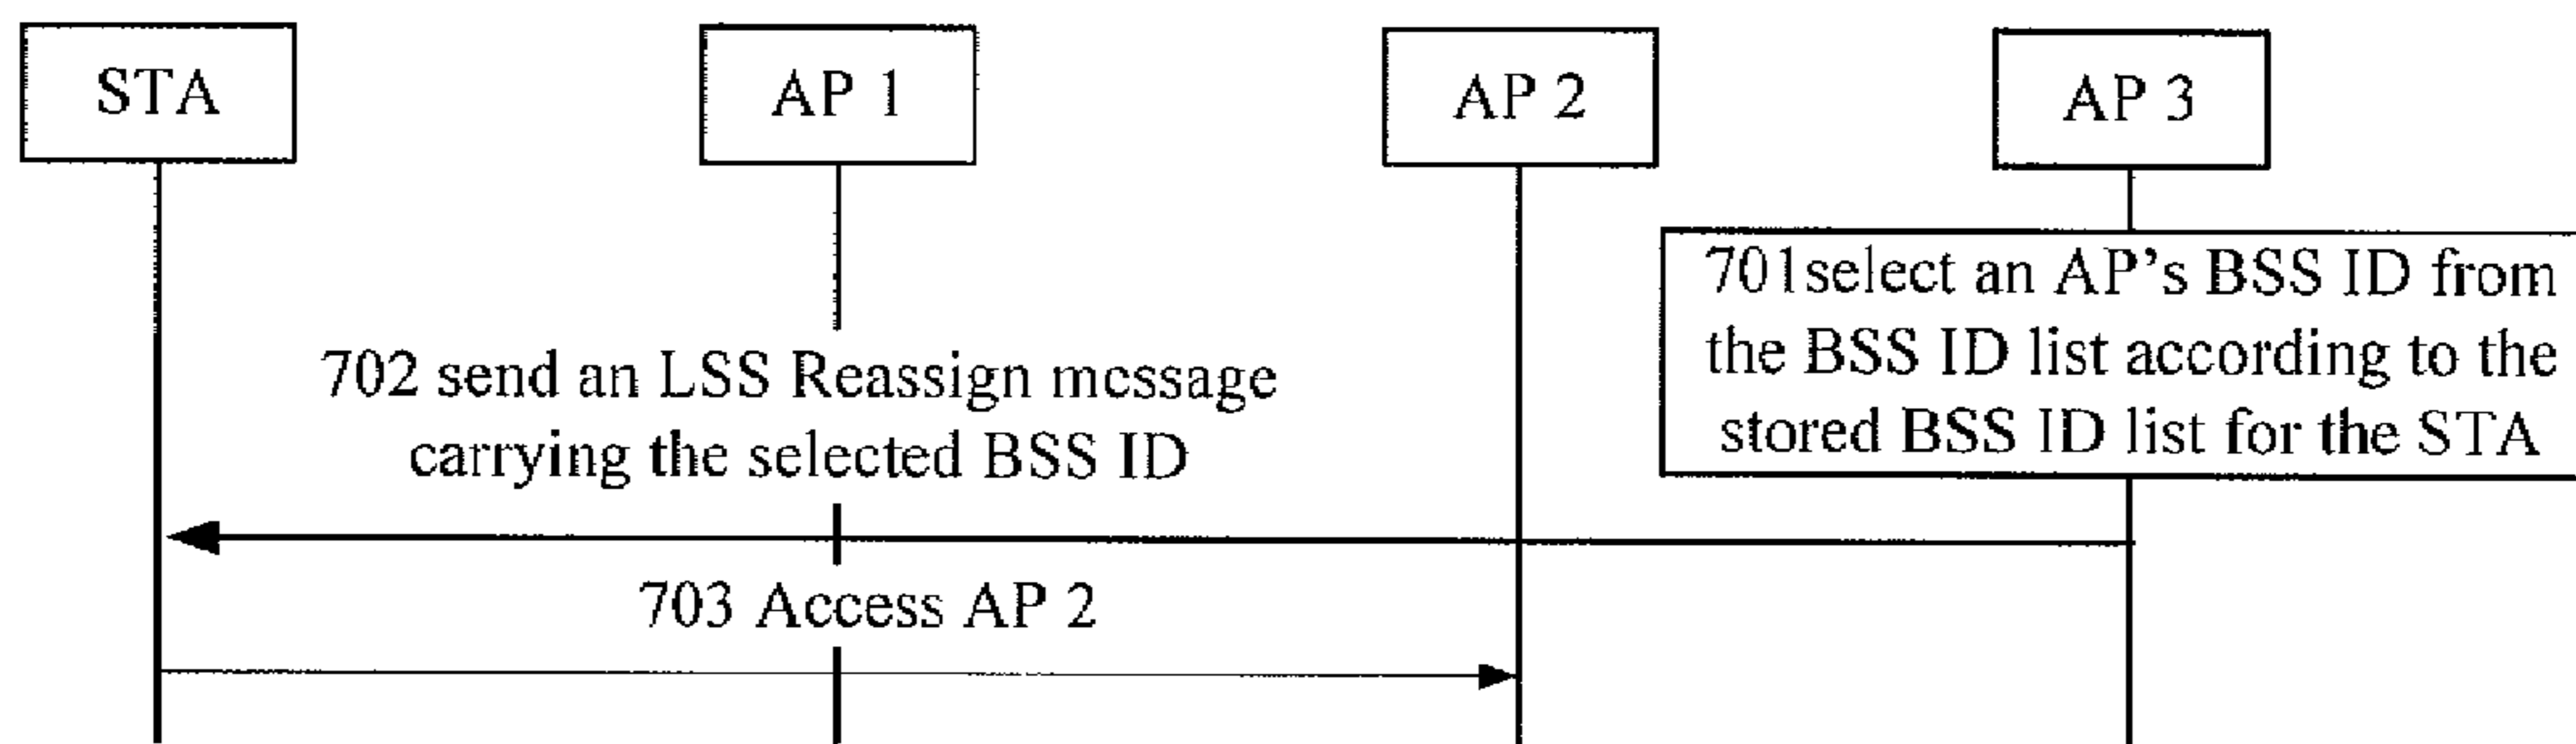 STA
AP 1
AP 2
AP 3
701select an AP's BSS ID from
the BSS ID list according to the
stored BSS ID list for the STA
702 send an LSS Reassign message
carrying the selected BSS ID
703 Access AP 2